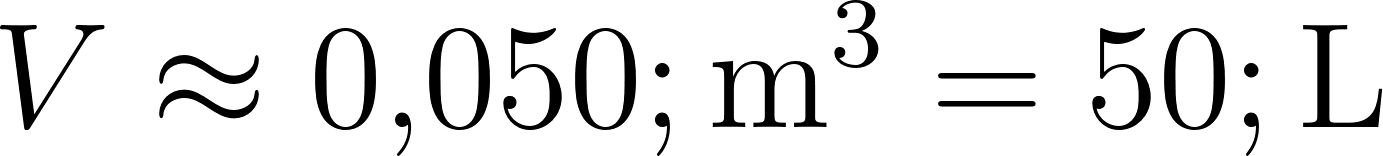 V ≈ 0,050; m³ = 50; L